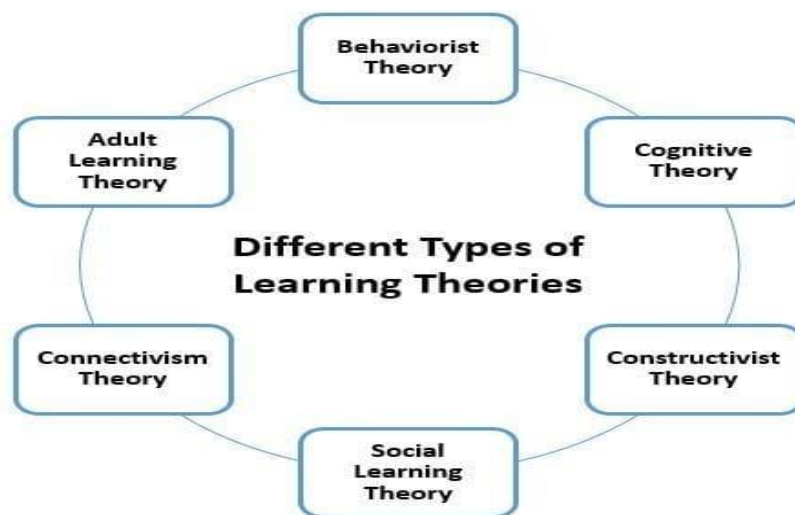 Behaviorist
Theory
Cognitive
Theory
Constructivist
Theory
Social
Learning
Theory
Connectivism
Theory
Adult
Learning
Theory
Different Types of
Learning Theories